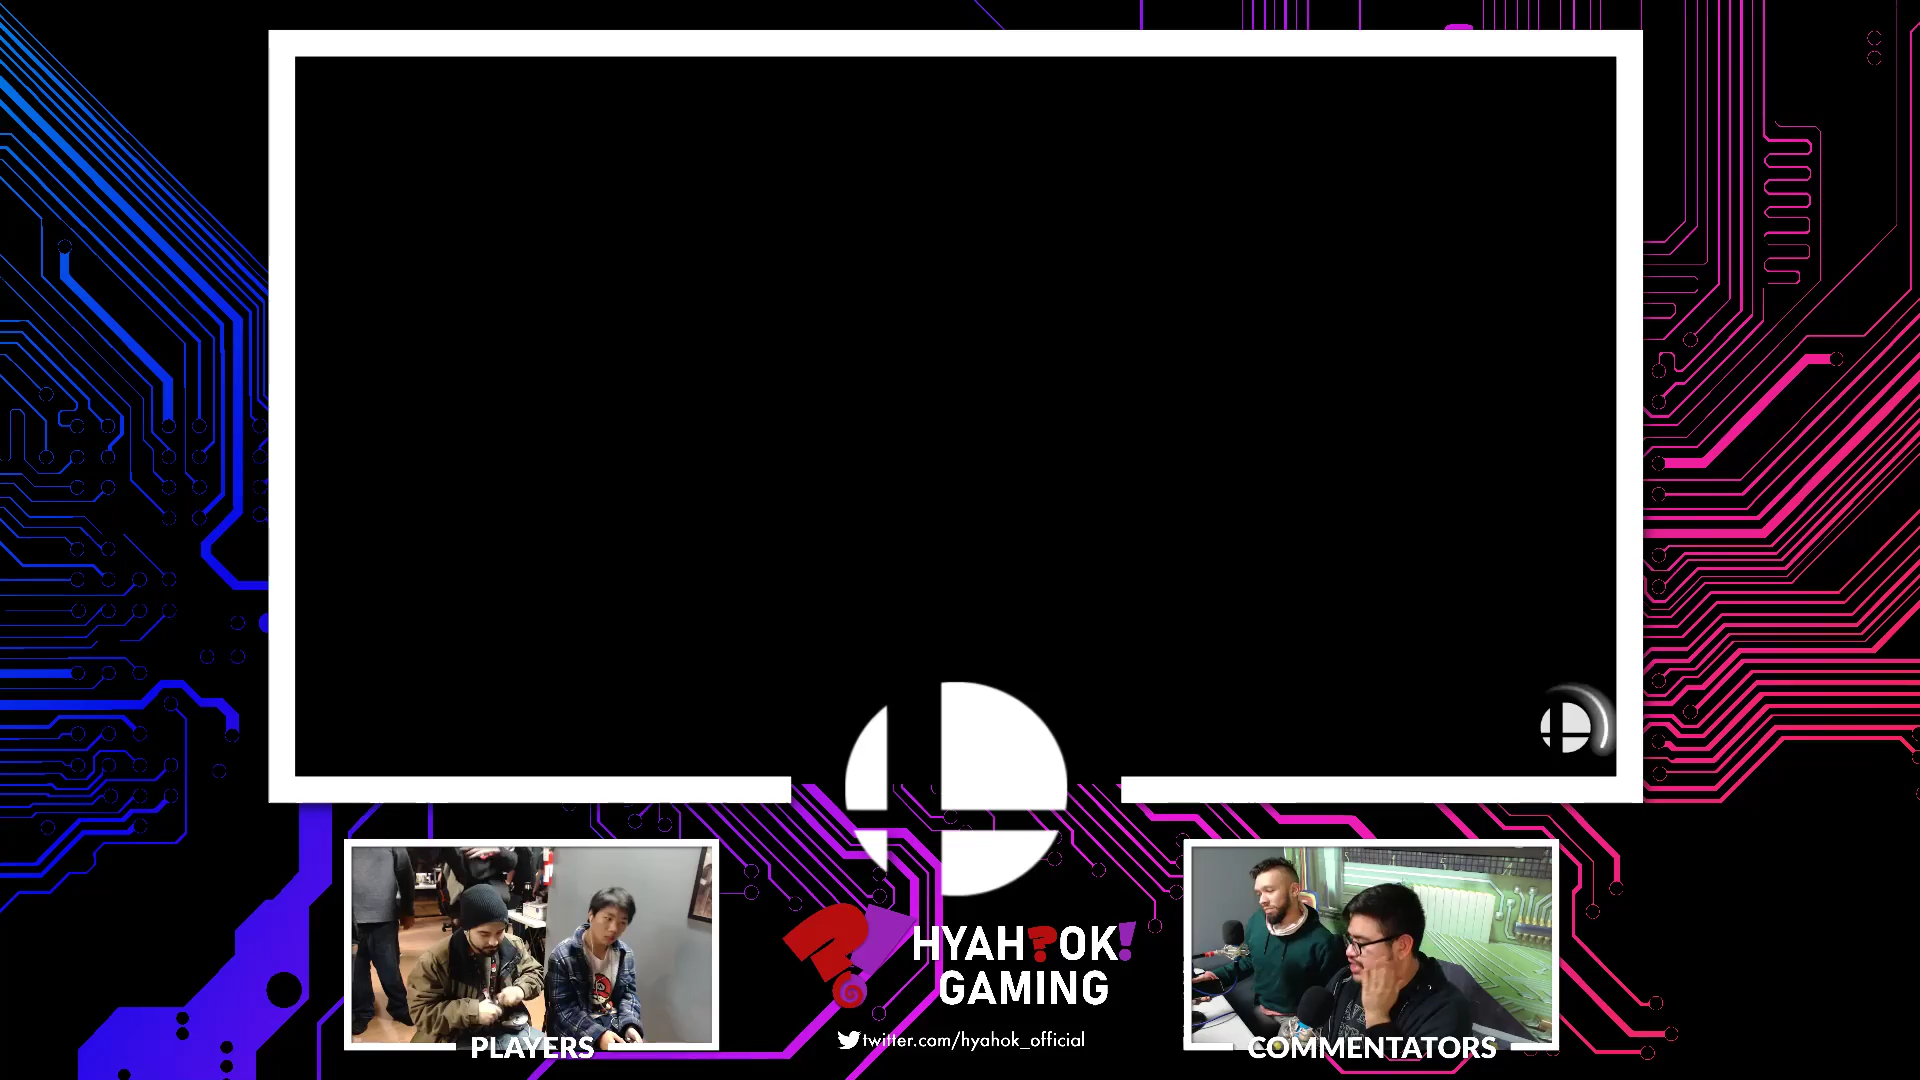 HYAH?OK!
GAMING
twitter.com/hyahok_official
PLAYERS
COMMENTATORS